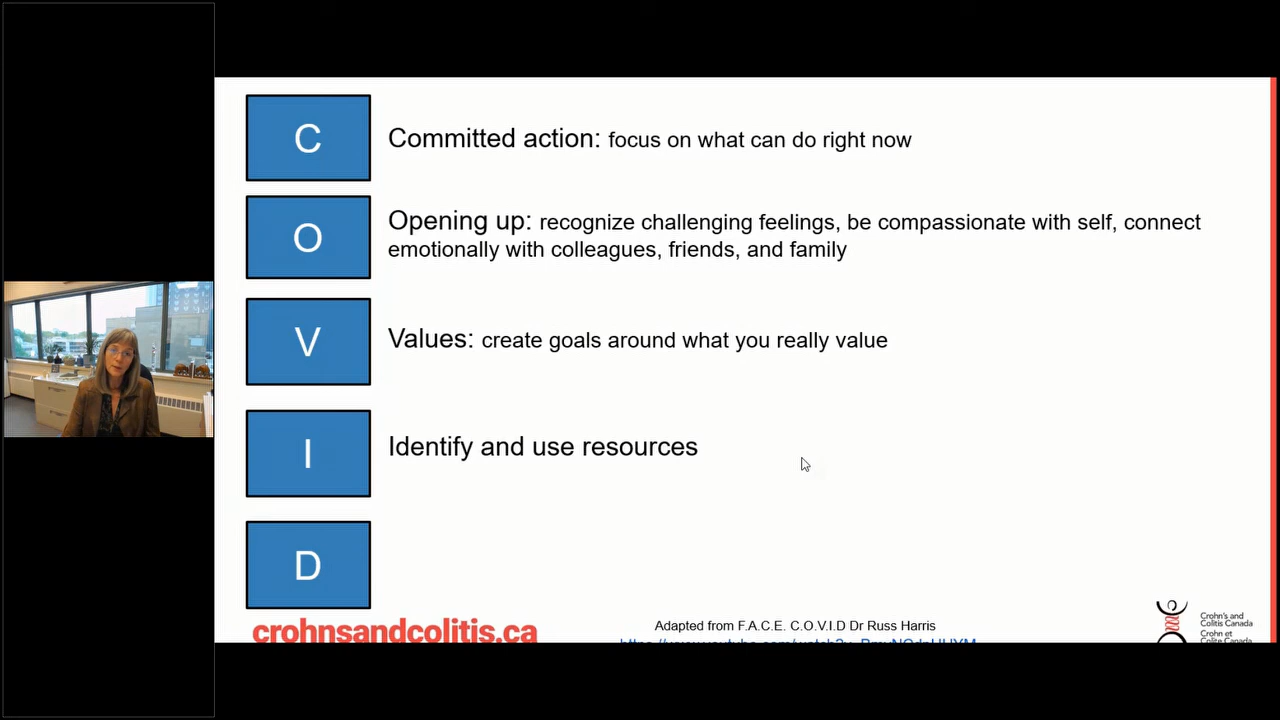 C
Committed action: focus on what can do right now
O
Opening up: recognize challenging feelings, be compassionate with self, connect
emotionally with colleagues, friends, and family
V
Values: create goals around what you really value
I
Identify and use resources
D
crohnsandcolitis.ca
Adapted from F.A.C.E. C.O.V.I.D Dr Russ Harris
Crohn's and
Colitis Canada
Crohn et
Colite Canada